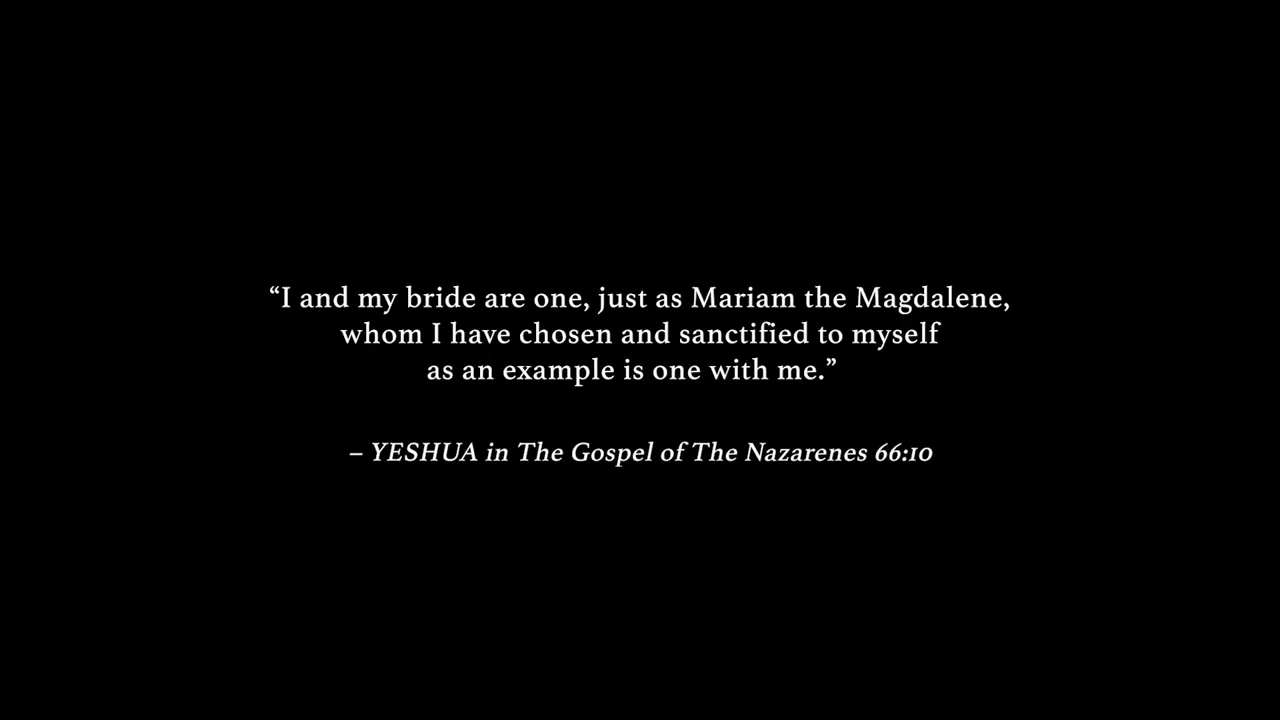 “I and my bride are one, just as Mariam the Magdalene,
whom I have chosen and sanctified to myself
as an example is one with me.”
– YESHUA in The Gospel of The Nazarenes 66:10